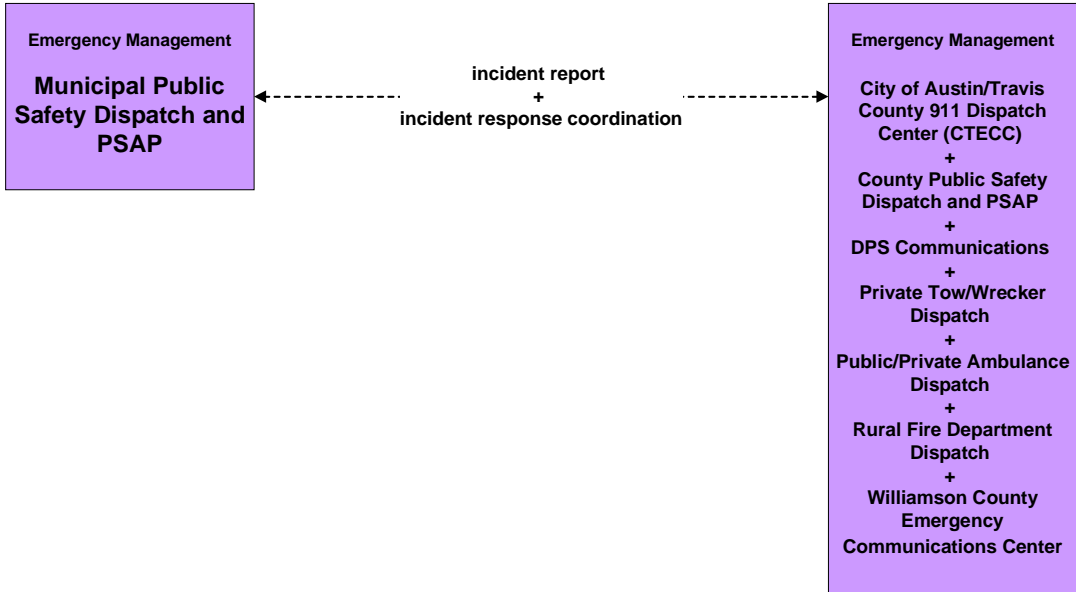 Emergency Management
Municipal Public
Safety Dispatch and
PSAP
incident report
+
incident response coordination
Emergency Management
City of Austin/Travis
County 911 Dispatch
Center (CTECC)
+
County Public Safety
Dispatch and PSAP
+
DPS Communications
+
Private Tow/Wrecker
Dispatch
+
Public/Private Ambulance
Dispatch
+
Rural Fire Department
Dispatch
+
Williamson County
Emergency
Communications Center